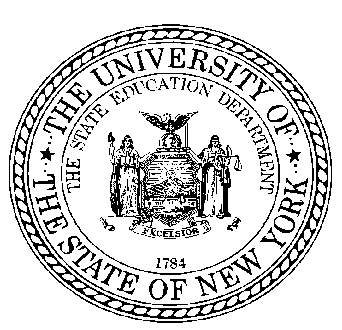 THE UNIVERSITY OF
THE STATE OF NEW YORK
THE STATE EDUCATION DEPARTMENT
EXCELSIOR
1784